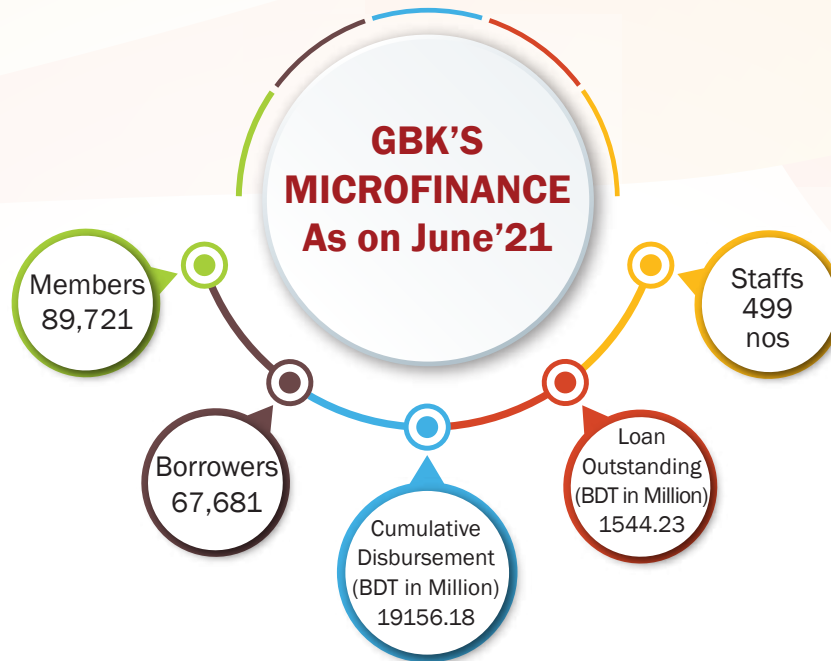 GBK'S
MICROFINANCE
As on June'21
Members
89,721
Borrowers
67,681
Cumulative
Disbursement
(BDT in Million)
19156.18
Loan
Outstanding
(BDT in Million)
1544.23
Staffs
499
nos